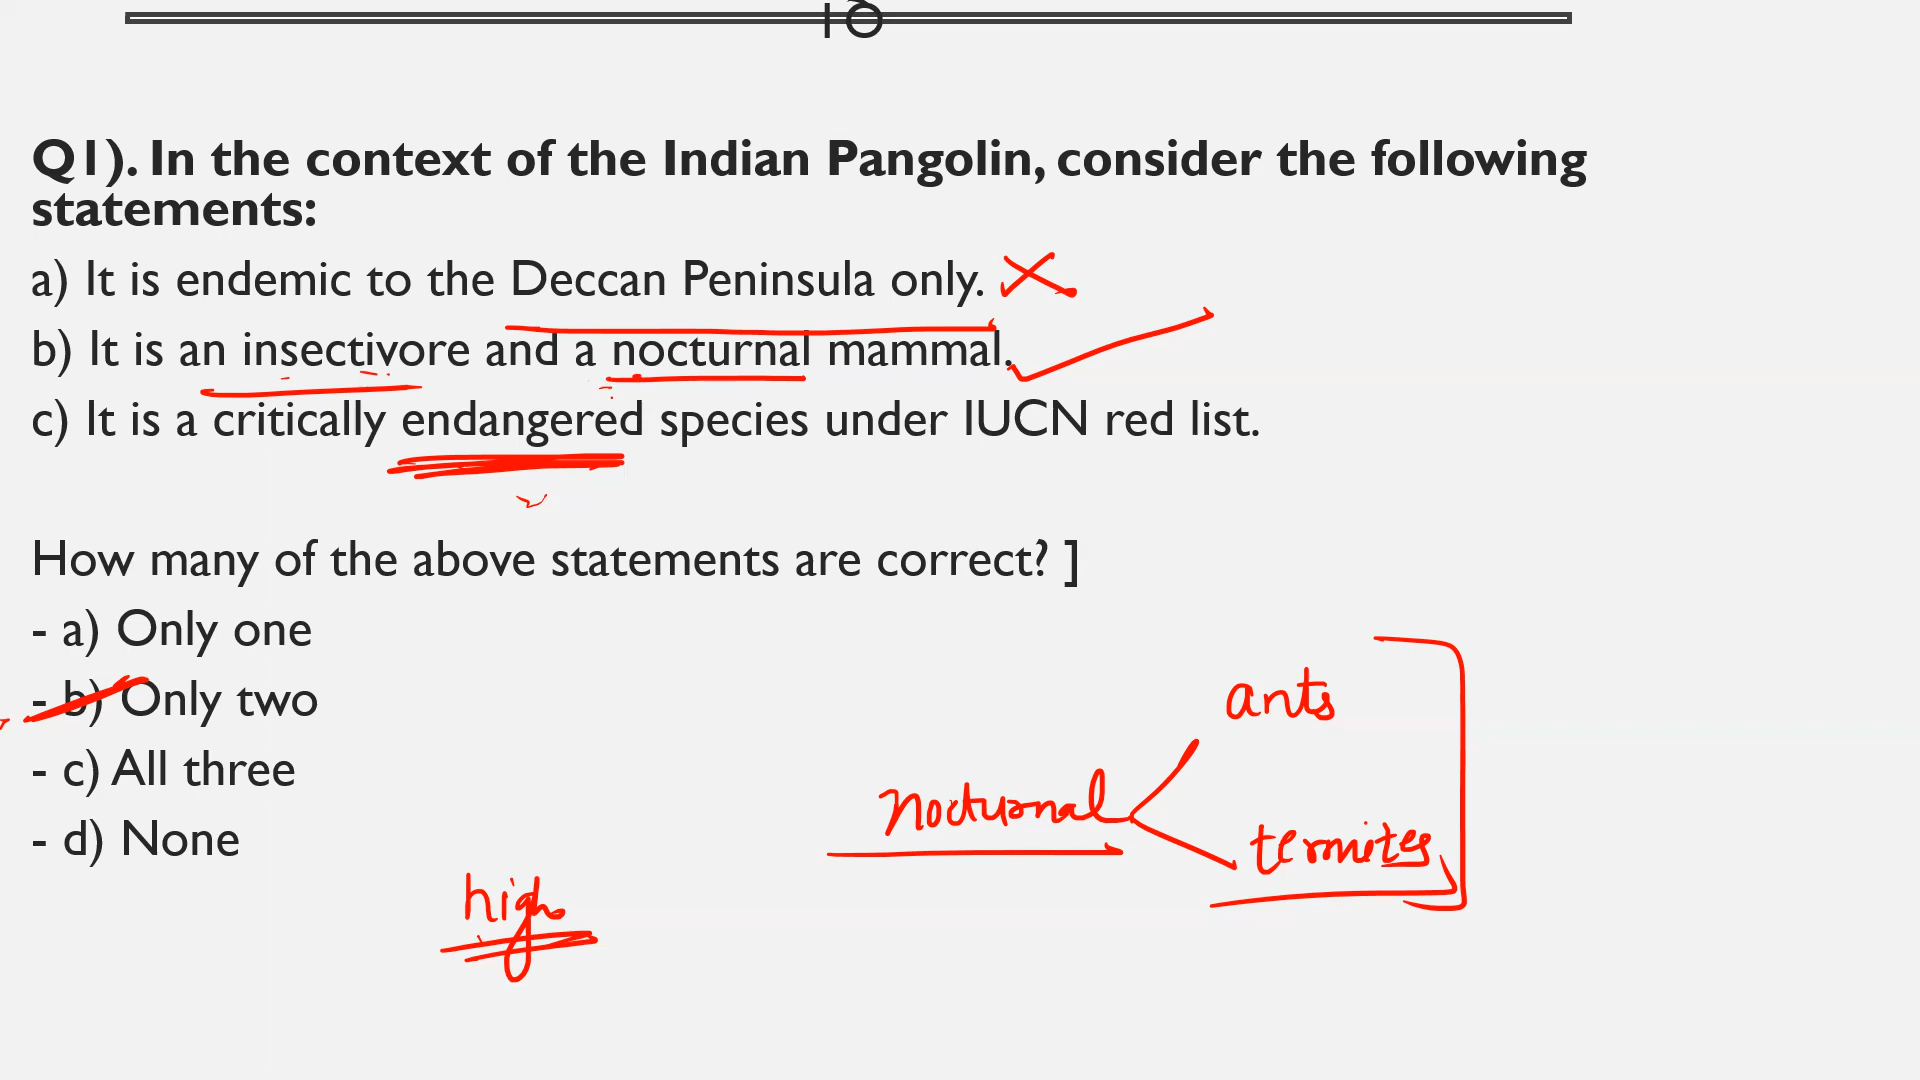 Q1). In the context of the Indian Pangolin, consider the following
statements:
a) It is endemic to the Deccan Peninsula only.
b) It is an insectivore and a nocturnal mammal.
c) It is a critically endangered species under IUCN red list.
How many of the above statements are correct? ]
- a) Only one
- b) Only two
- c) All three
- d) None
ants
nocturnal
termites
high